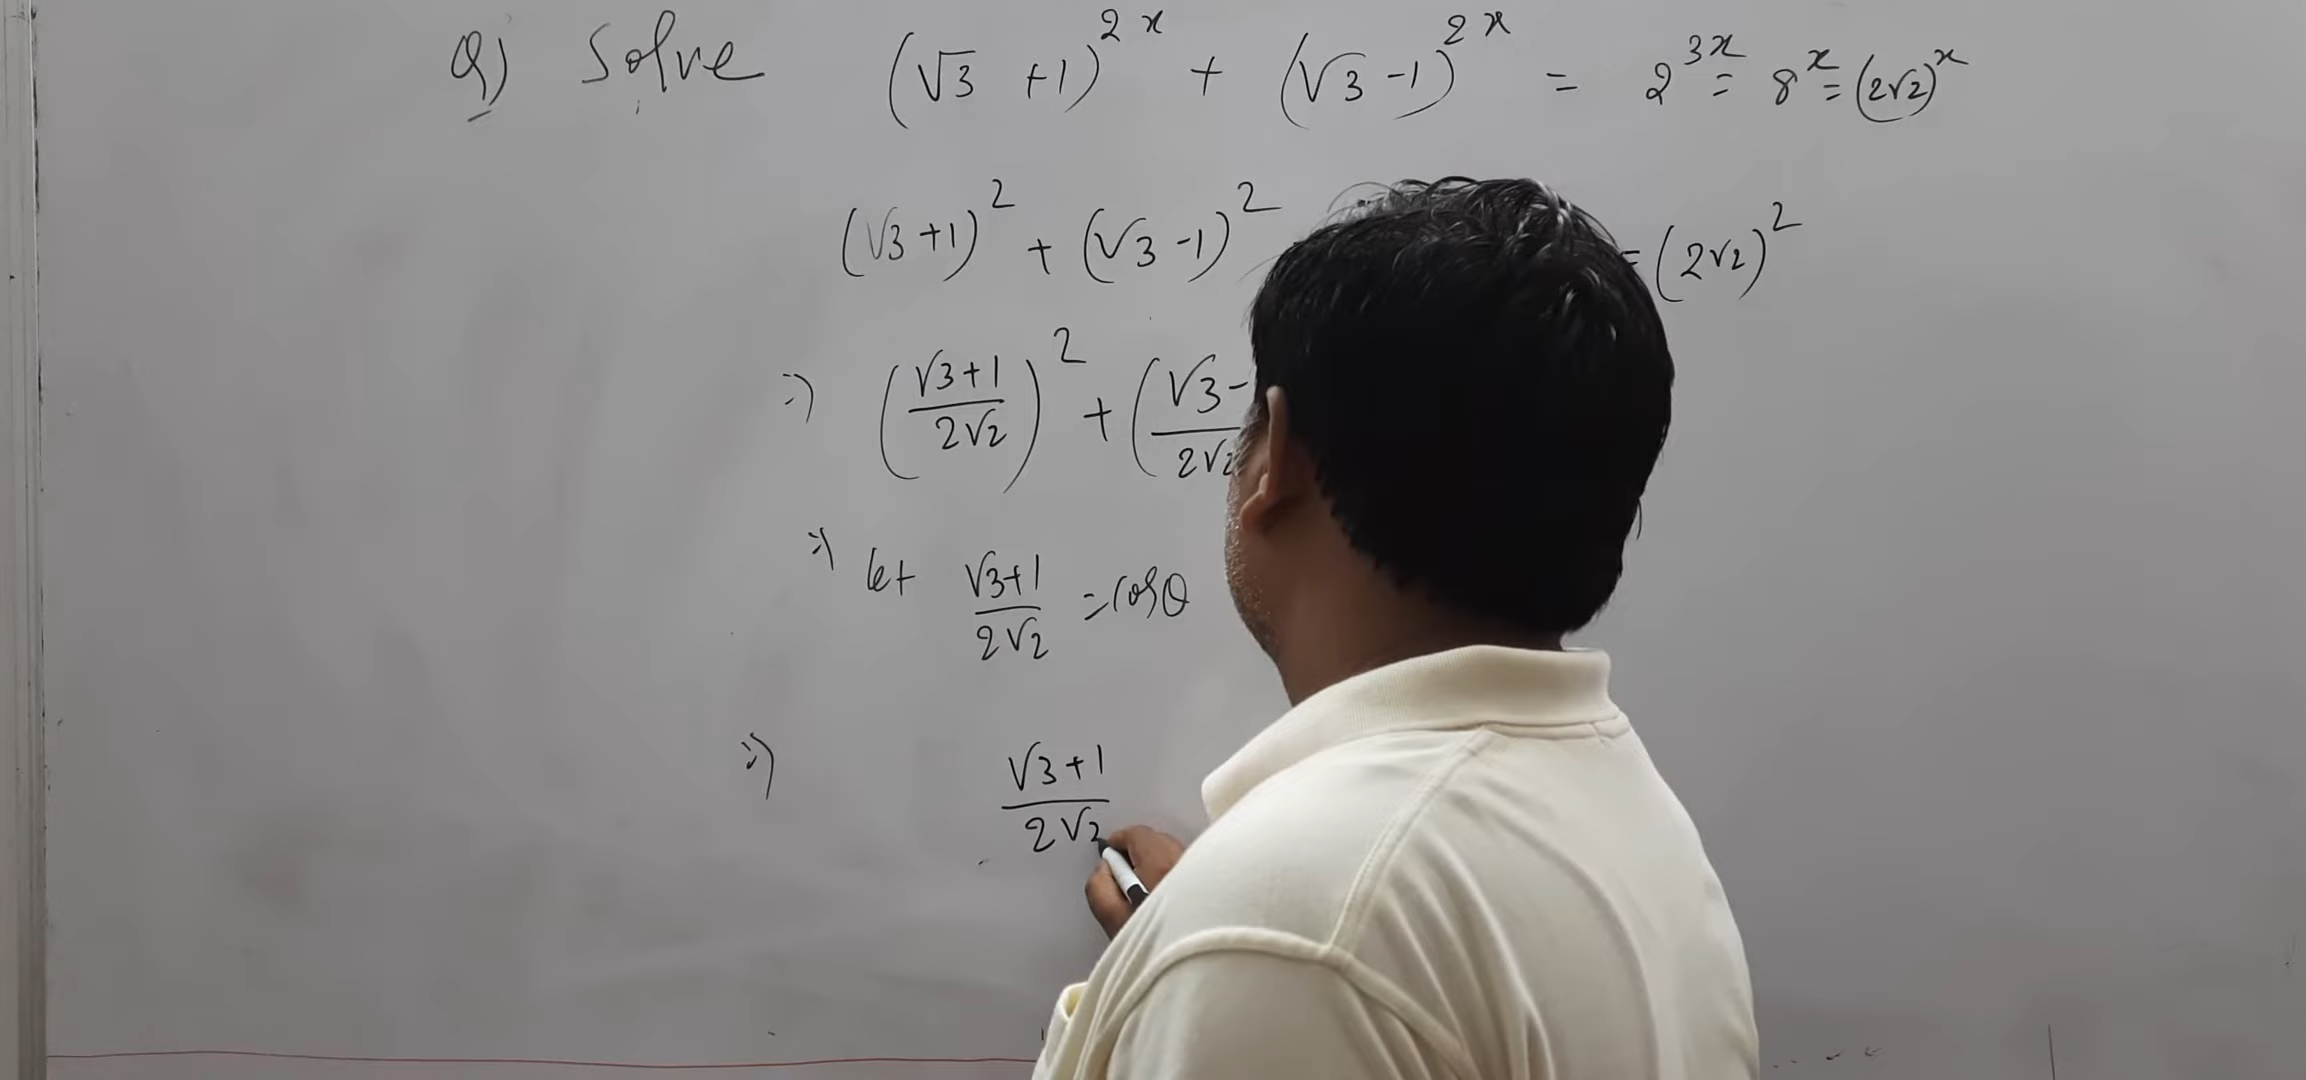 Q) Solve (√3 +1)^2x + (√3 -1)^2x = 2^3x = 8^x = (2√2)^x
(√3 +1)^2 + (√3 -1)^2 = (2√2)^2
⇒ ((√3+1)/(2√2))^2 + (√3-/2√2
⇒ let (√3+1)/(2√2) = cosθ
⇒ (√3+1)/(2√2)